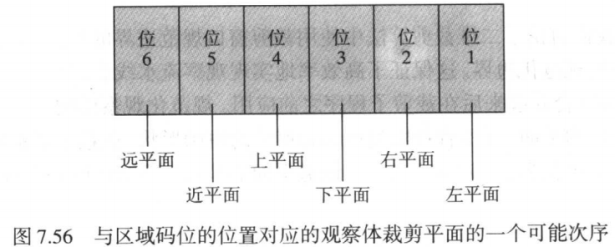 位 位 位 位 位 位
6 5 4 3 2 1
远平面 上平面 右平面
近平面 下平面 左平面
图 7.56 与区域码位的位置对应的观察体裁剪平面的一个可能次序